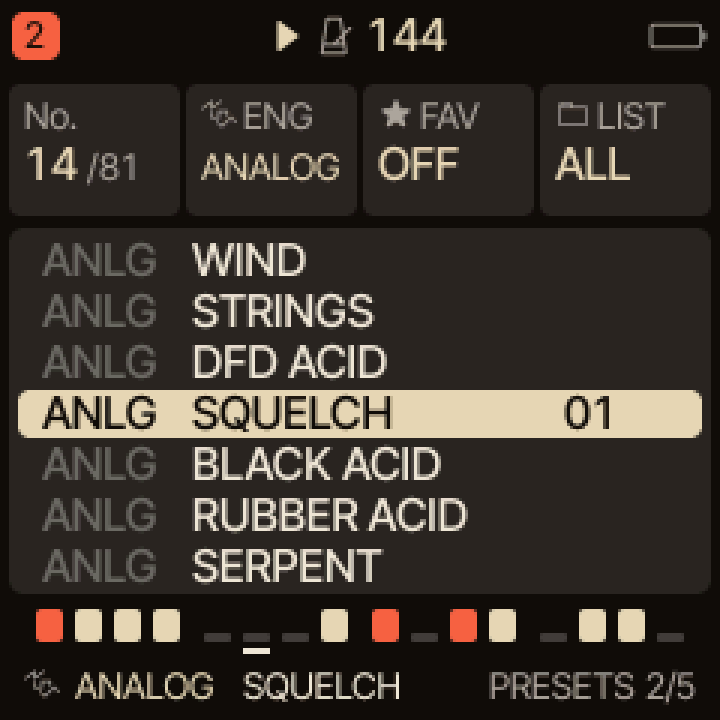 2 144
No. ENG FAV LIST
14 /81 ANALOG OFF ALL
ANLG WIND
ANLG STRINGS
ANLG DFD ACID
ANLG SQUELCH 01
ANLG BLACK ACID
ANLG RUBBER ACID
ANLG SERPENT
ANALOG SQUELCH PRESETS 2/5